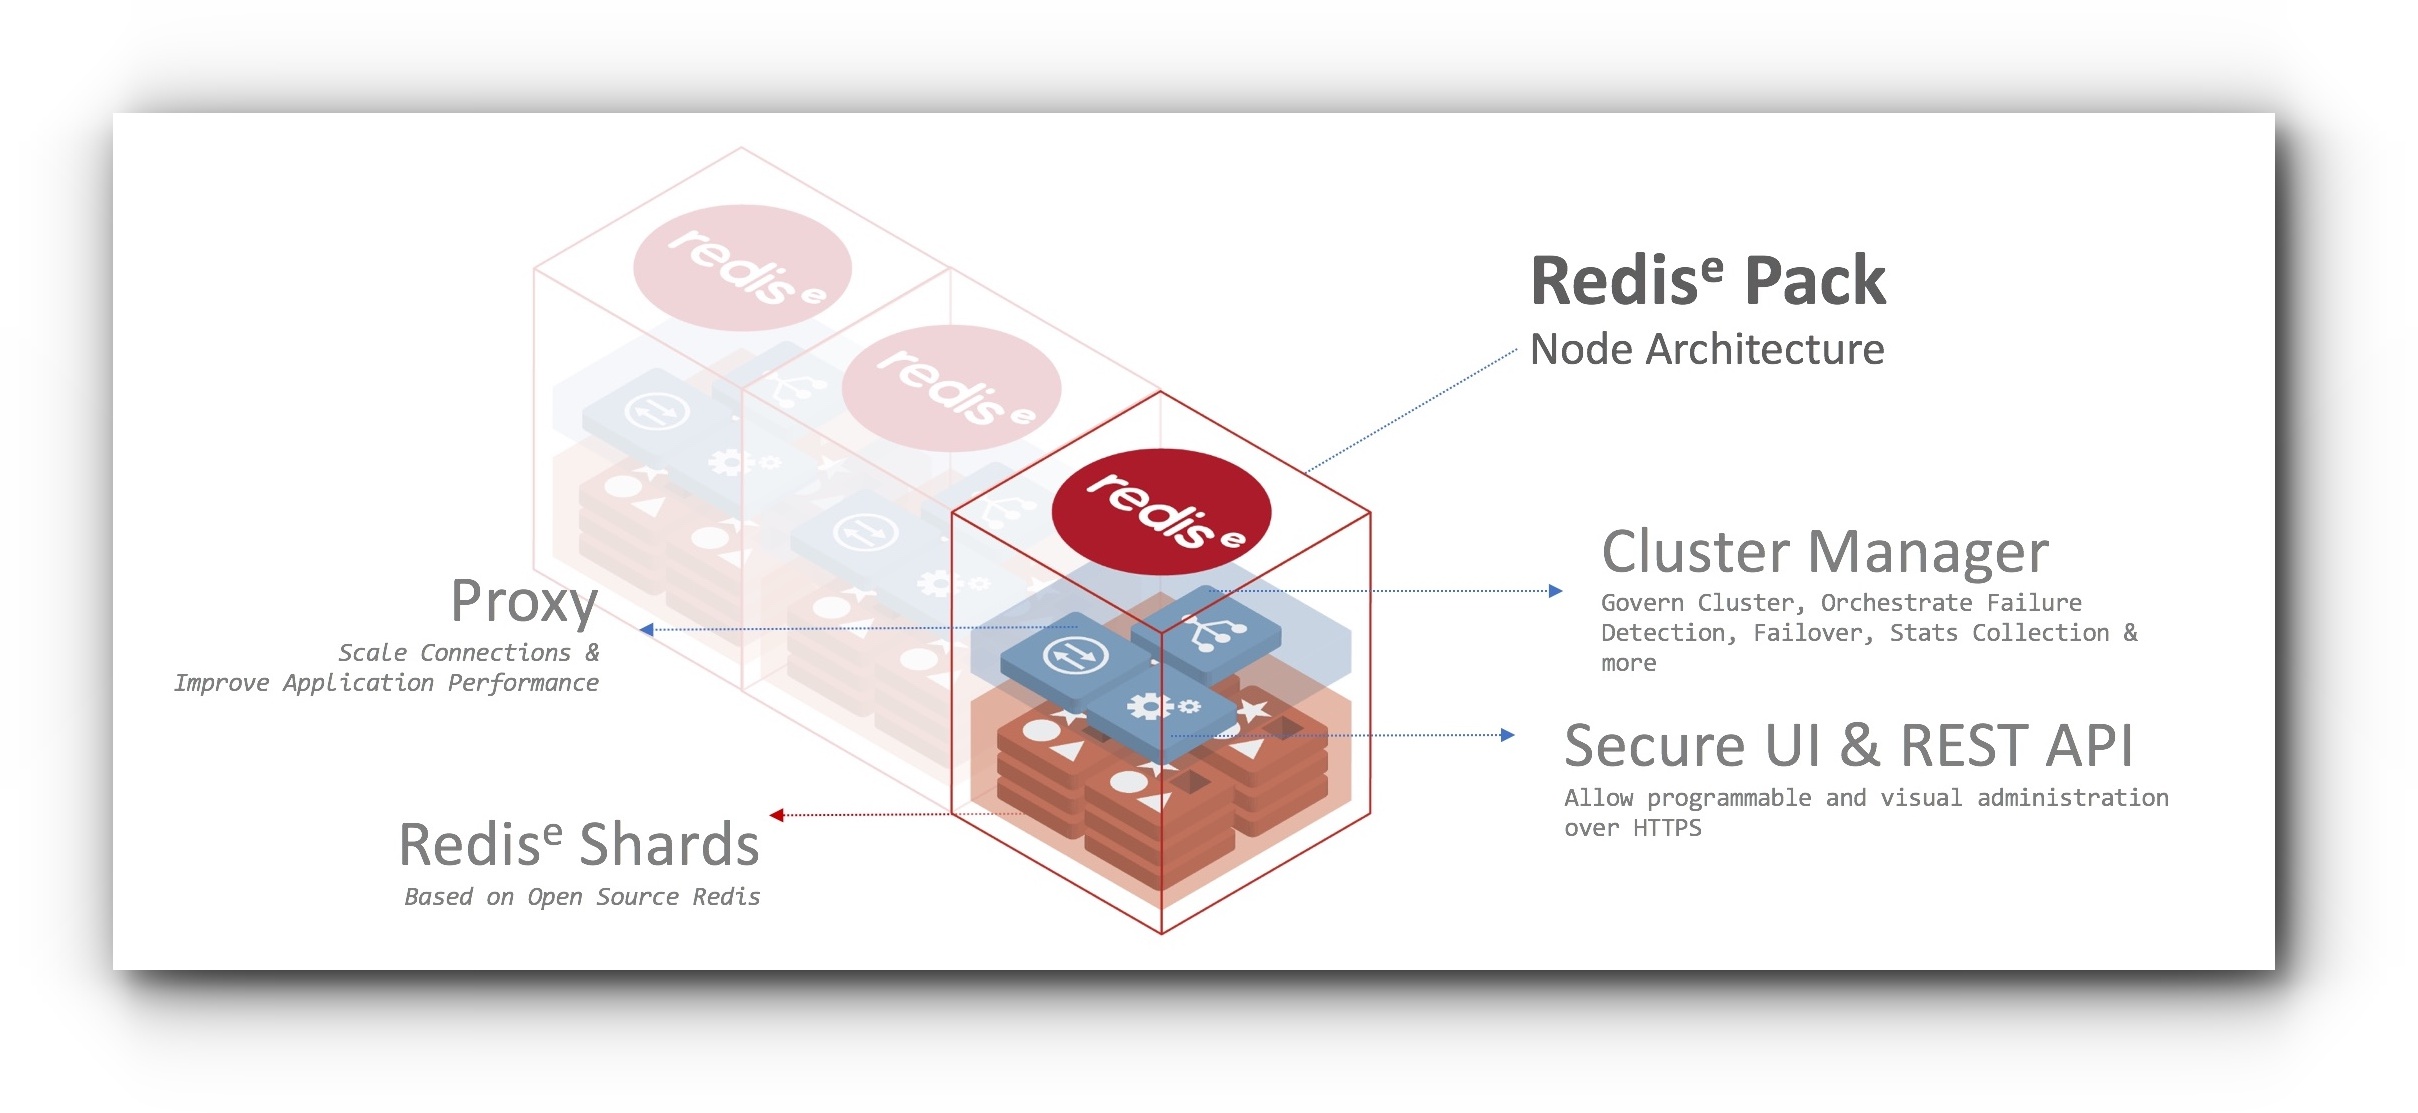 redis e
redis e
redis e
Redisᵉ Pack
Node Architecture
Cluster Manager
Govern Cluster, Orchestrate Failure
Detection, Failover, Stats Collection &
more
Proxy
Scale Connections &
Improve Application Performance
Secure UI & REST API
Allow programmable and visual administration
over HTTPS
Redisᵉ Shards
Based on Open Source Redis